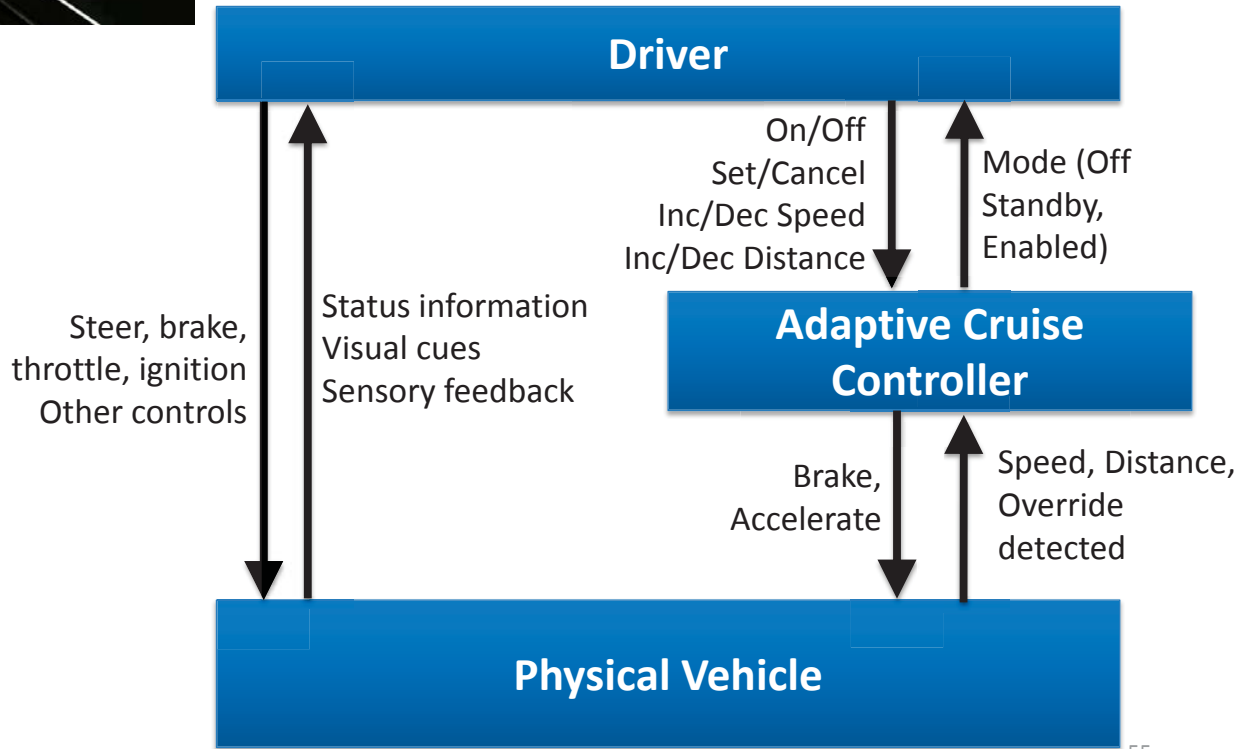 Driver
On/Off
Set/Cancel
Inc/Dec Speed
Inc/Dec Distance
Mode (Off
Standby,
Enabled)
Steer, brake,
throttle, ignition
Other controls
Status information
Visual cues
Sensory feedback
Adaptive Cruise
Controller
Brake,
Accelerate
Speed, Distance,
Override
detected
Physical Vehicle